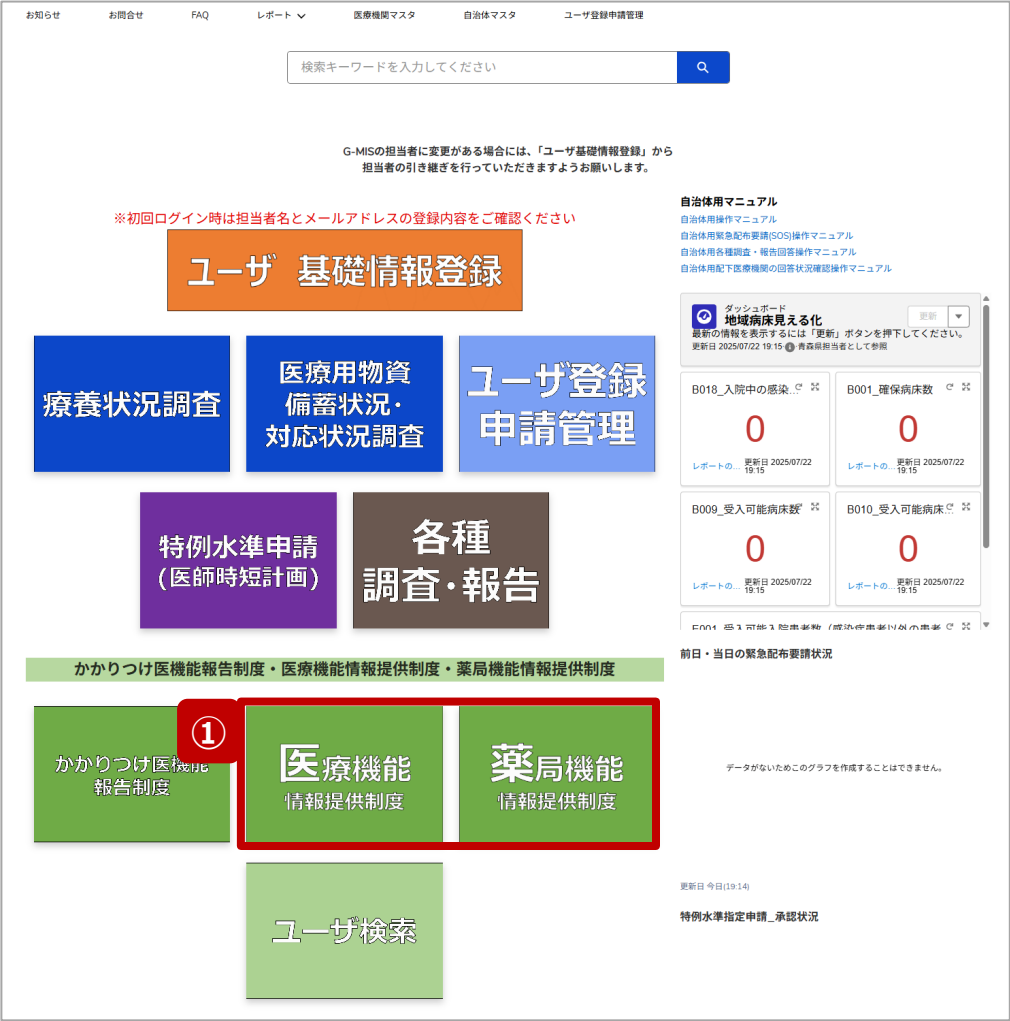 お知らせ
お問合せ
FAQ
レポート
医療機関マスタ
自治体マスタ
ユーザ登録申請管理
検索キーワードを入力してください
G-MISの担当者に変更がある場合には、「ユーザ基礎情報登録」から
担当者の引き継ぎを行っていただきますようお願いします。
※初回ログイン時は担当者名とメールアドレスの登録内容をご確認ください
ユーザ 基礎情報登録
療養状況調査
医療用物資
備蓄状況・
対応状況調査
ユーザ登録
申請管理
特例水準申請
(医師時短計画)
各種
調査・報告
かかりつけ医機能報告制度・医療機能情報提供制度・薬局機能情報提供制度
かかりつけ医機能
報告制度
①
医療機能
情報提供制度
薬局機能
情報提供制度
ユーザ検索
自治体用マニュアル
自治体用操作マニュアル
自治体用緊急配布要請(SOS)操作マニュアル
自治体用各種調査・報告回答操作マニュアル
自治体用配下医療機関の回答状況確認操作マニュアル
ダッシュボード
地域病床見える化
更新
最新の情報を表示するには「更新」ボタンを押下してください。
更新日 2025/07/22 19:15・青森県担当者として参照
B018_入院中の感染...
0
レポートの...
更新日 2025/07/22
19:15
B001_確保病床数
0
レポートの...
更新日 2025/07/22
19:15
B009_受入可能病床数
0
レポートの...
更新日 2025/07/22
19:15
B010_受入可能病床...
0
レポートの...
更新日 2025/07/22
19:15
E001_受入可能入院患者数（感染症患者以外の患者
前日・当日の緊急配布要請状況
データがないためこのグラフを作成することはできません。
更新日 今日(19:14)
特例水準指定申請_承認状況